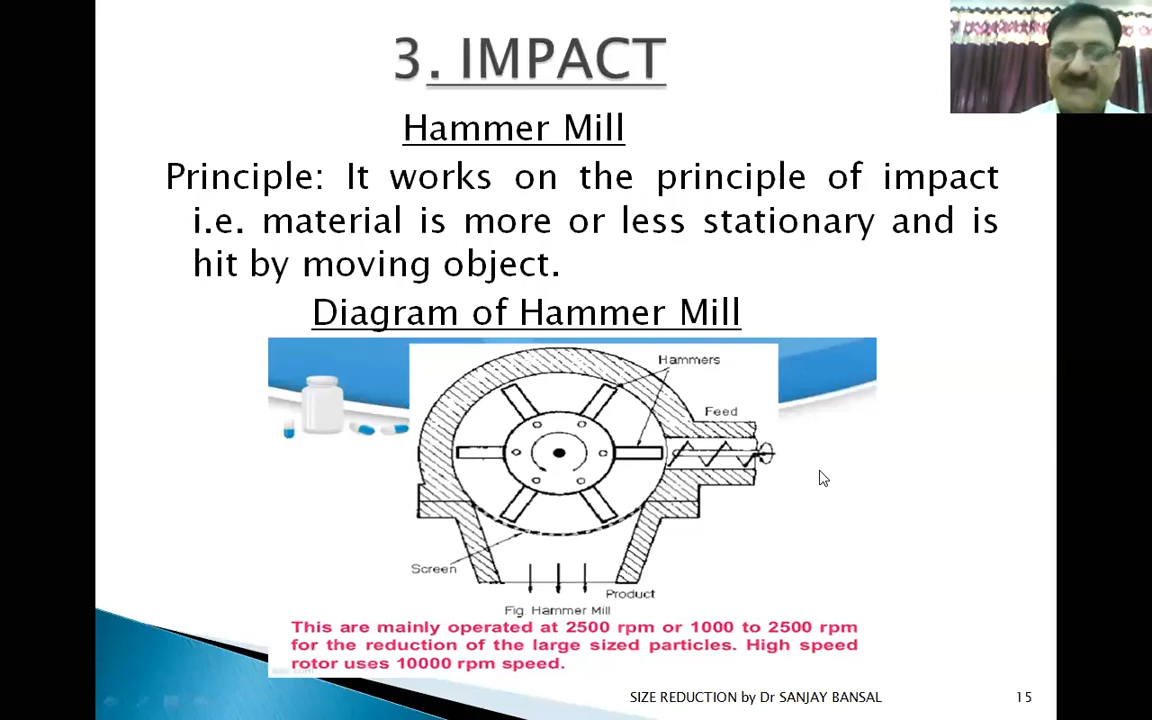 3. IMPACT
Hammer Mill
Principle: It works on the principle of impact
i.e. material is more or less stationary and is
hit by moving object.
Diagram of Hammer Mill
Hammers
Feed
Screen
Product
Fig. Hammer Mill
This are mainly operated at 2500 rpm or 1000 to 2500 rpm
for the reduction of the large sized particles. High speed
rotor uses 10000 rpm speed.
SIZE REDUCTION by Dr SANJAY BANSAL
15